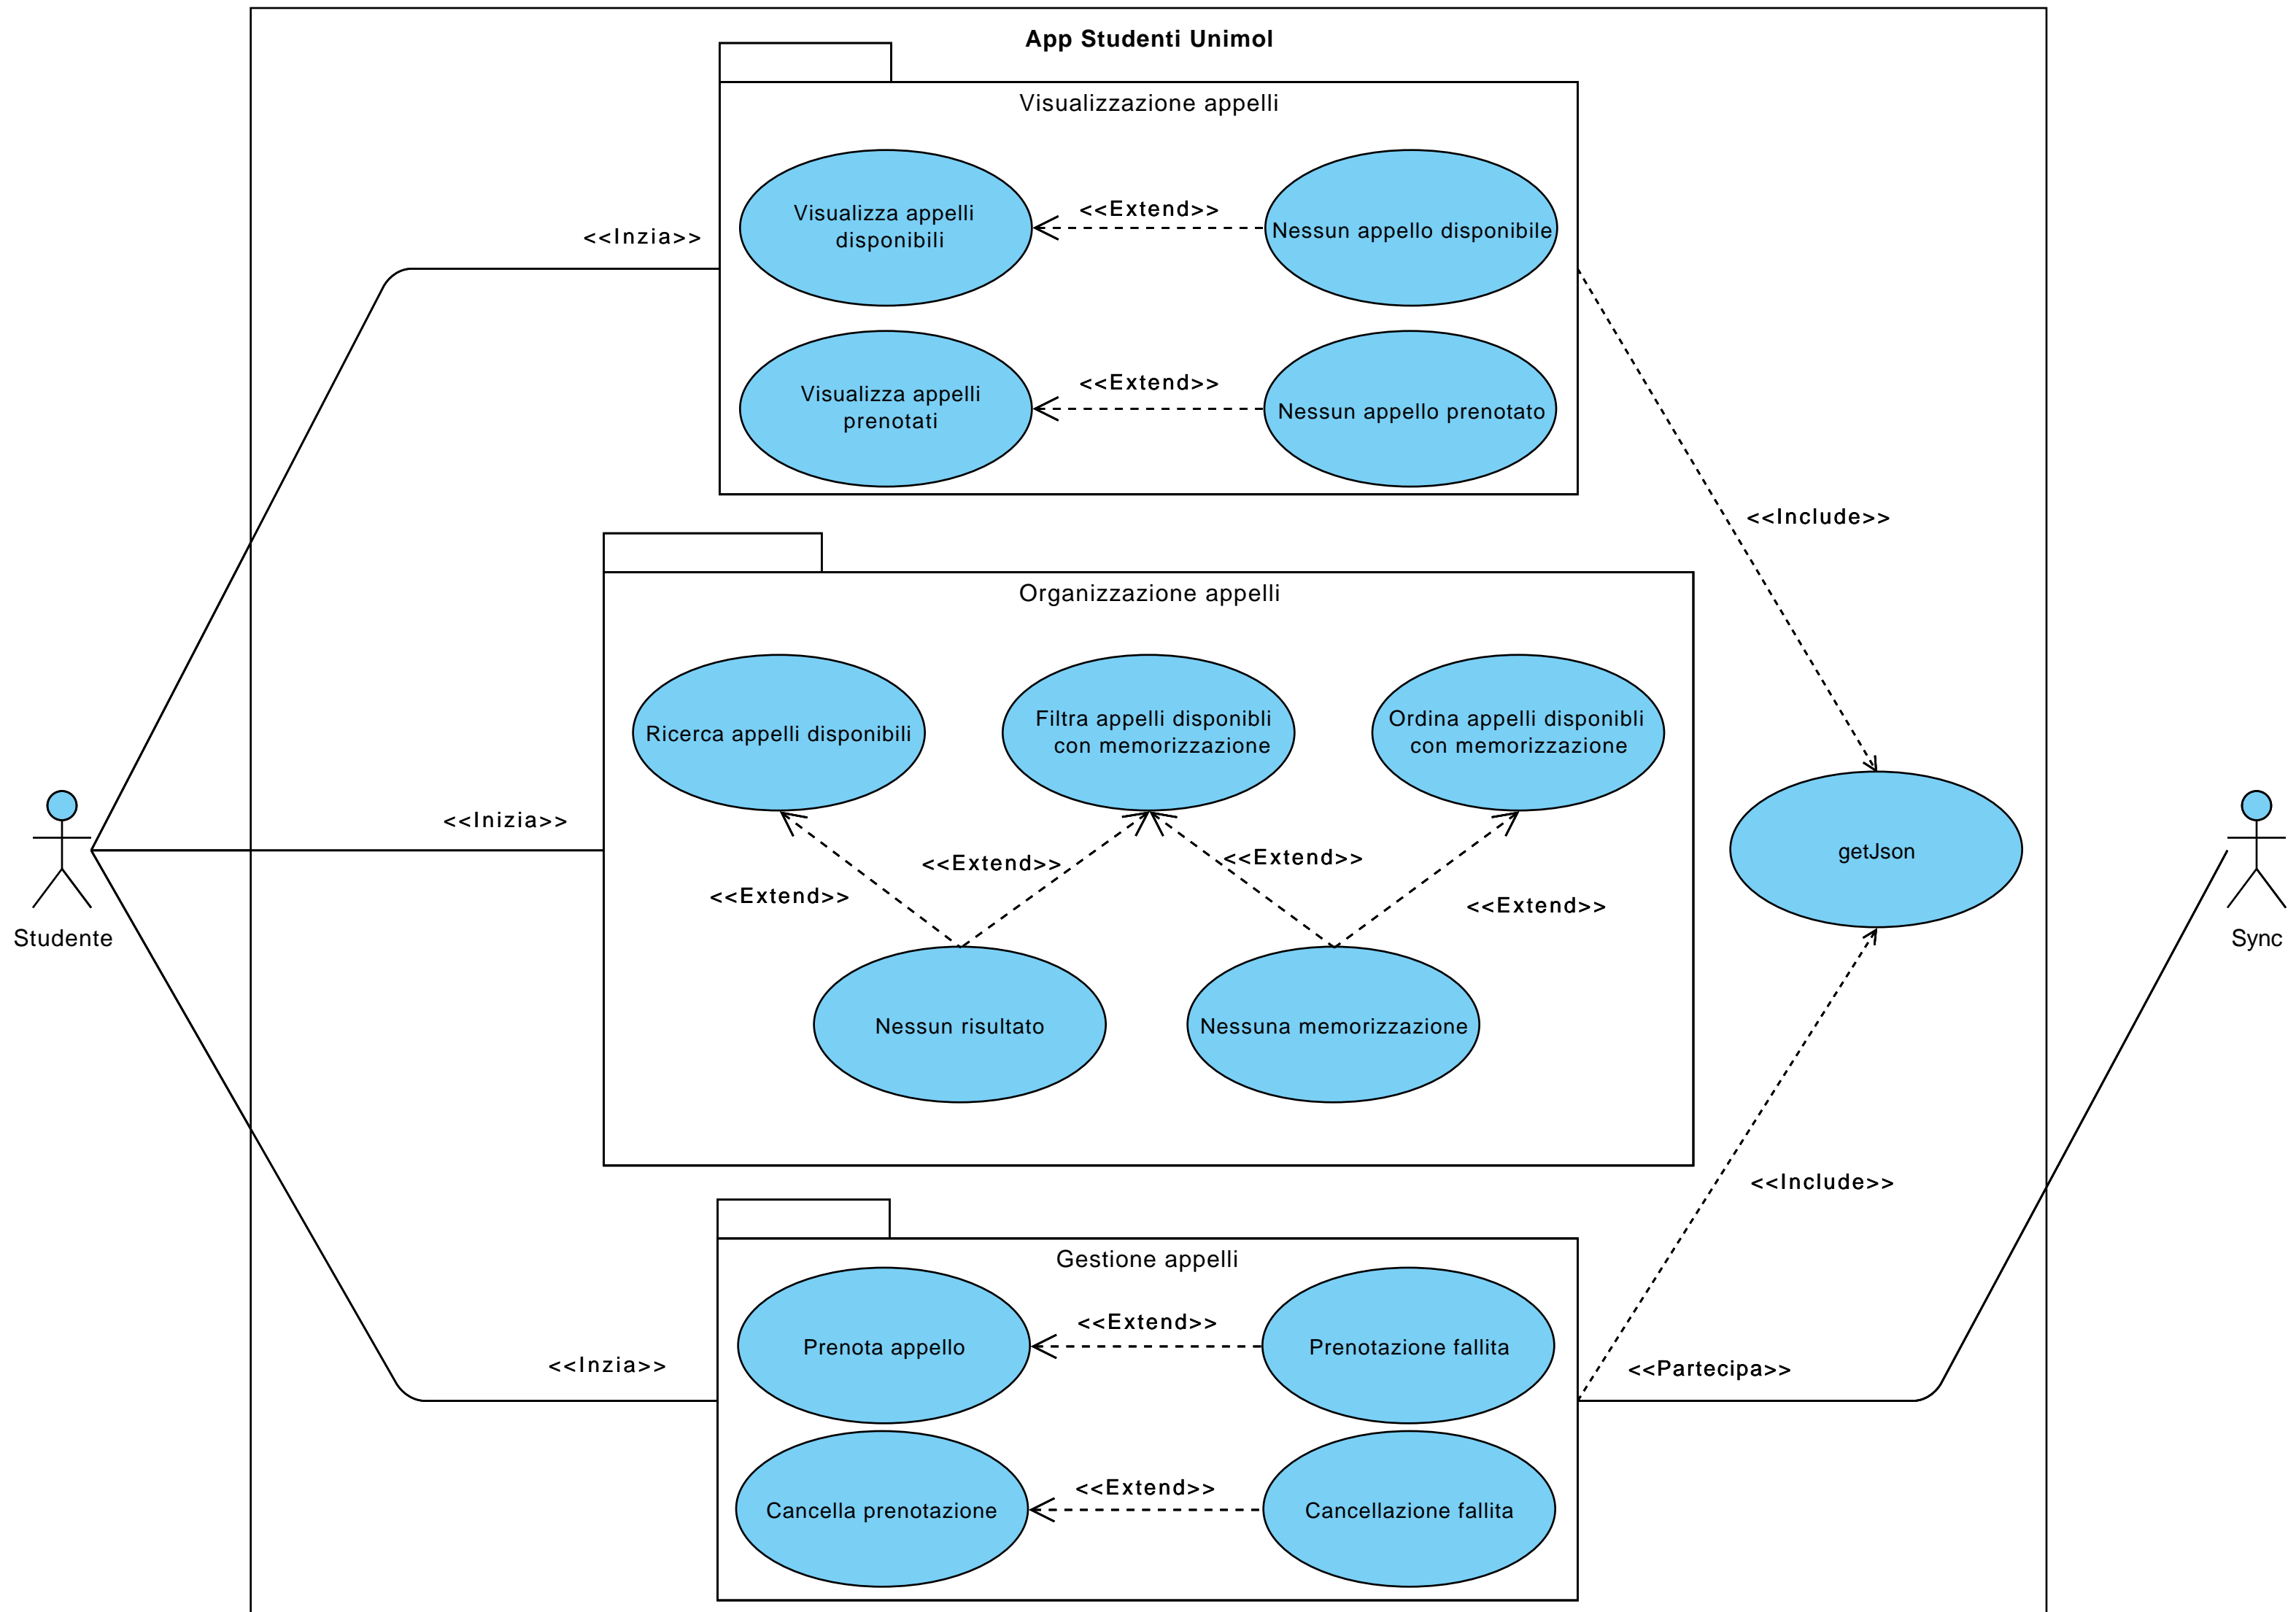 App Studenti Unimol
Visualizzazione appelli
Visualizza appelli
disponibili
<<Extend>>
Nessun appello disponibile
<<Inzia>>
Visualizza appelli
prenotati
<<Extend>>
Nessun appello prenotato
<<Include>>
Organizzazione appelli
Ricerca appelli disponibili
Filtra appelli disponibli
con memorizzazione
Ordina appelli disponibli
con memorizzazione
<<Inizia>>
<<Extend>>
<<Extend>>
<<Extend>>
<<Extend>>
getJson
Studente
Sync
Nessun risultato
Nessuna memorizzazione
<<Include>>
Gestione appelli
Prenota appello
<<Extend>>
Prenotazione fallita
<<Inzia>>
<<Partecipa>>
Cancella prenotazione
<<Extend>>
Cancellazione fallita